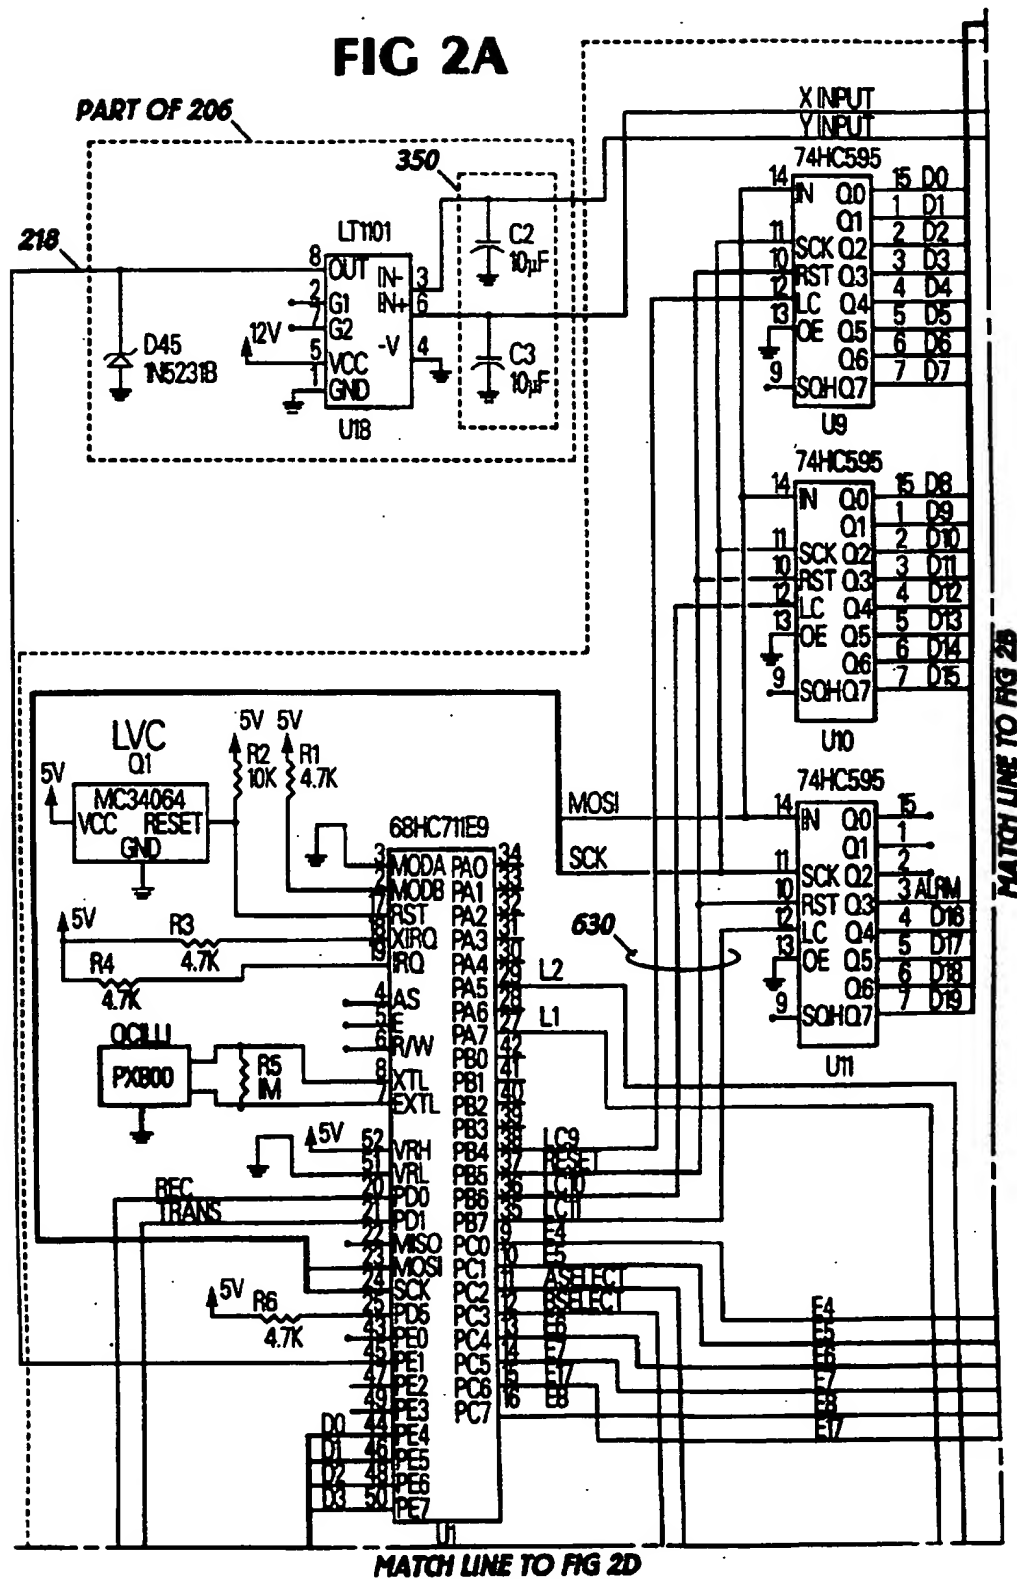 FIG 2A
PART OF 206
350
218
X INPUT
Y INPUT
LT1101
8 OUT IN- 3
2 G1 IN+ 6
7 G2
12V
-V 4
5 VCC
1 GND
U18
D45
1N5231B
C2
10µF
C3
10µF
74HC595
14 IN Q0 15 D0
Q1 1 D1
11 SCK Q2 2 D2
10 RST Q3 3 D3
12 LC Q4 4 D4
13 OE Q5 5 D5
Q6 6 D6
9 SQH Q7 7 D7
U9
74HC595
14 IN Q0 15 D8
Q1 1 D9
11 SCK Q2 2 D10
10 RST Q3 3 D11
12 LC Q4 4 D12
13 OE Q5 5 D13
Q6 6 D14
9 SQH Q7 7 D15
U10
74HC595
14 IN Q0 15
Q1 1
11 SCK Q2 2
10 RST Q3 3 ALRM
12 LC Q4 4 D16
13 OE Q5 5 D17
Q6 6 D18
9 SQH Q7 7 D19
U11
MATCH LINE TO FIG 2B
LVC
Q1
5V
MC34064
VCC RESET
GND
5V
R2
10K
5V
R1
4.7K
5V
R3
4.7K
R4
4.7K
PX800
R5
1M
5V
REC
TRANS
5V
R6
4.7K
MOSI
SCK
630
L2
L1
68HC711E9
3 MODA PA0 34
2 MODB PA1 33
17 RST PA2 32
18 XIRQ PA3 31
19 IRQ PA4 30
PA5 29
4 AS PA6 28
5 E PA7 27
6 R/W PB0 42
8 XTL PB1 41
7 EXTL PB2 40
PB3 39
52 VRH PB4 38 LC9
51 VRL PB5 37 RESET
20 PD0 PB6 36 LC10
21 PD1 PB7 35 LC11
22 MISO PC0 9 E4
23 MOSI PC1 10 E5
24 SCK PC2 11 ASELECT
25 PD5 PC3 12 BSELECT
43 PE0 PC4 13 E6
45 PE1 PC5 14 E7
47 PE2 PC6 15 E17
49 PE3 PC7 16 E8
D0 44 PE4
D1 46 PE5
D2 48 PE6
D3 50 PE7
U1
E4
E5
E6
E7
E8
E17
MATCH LINE TO FIG 2D